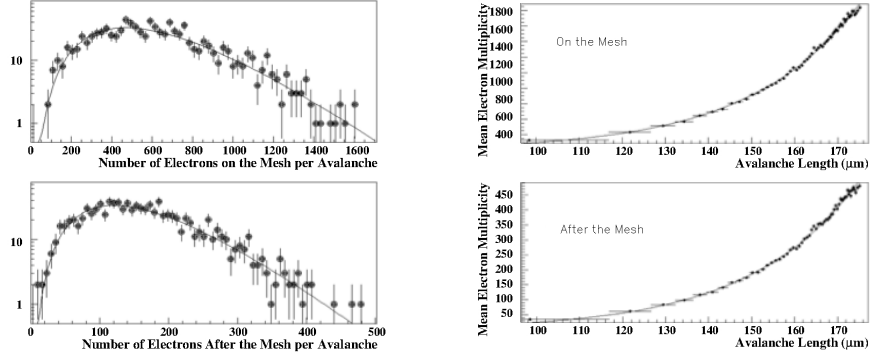 10
1
0 200 400 600 800 1000 1200 1400 1600
Number of Electrons on the Mesh per Avalanche
10
1
0 100 200 300 400 500
Number of Electrons After the Mesh per Avalanche
Mean Electron Multiplicity
1800
1600
1400
1200
1000
800
600
400
On the Mesh
100 110 120 130 140 150 160 170
Avalanche Length (μm)
Mean Electron Multiplicity
450
400
350
300
250
200
150
100
50
After the Mesh
100 110 120 130 140 150 160 170
Avalanche Length (μm)